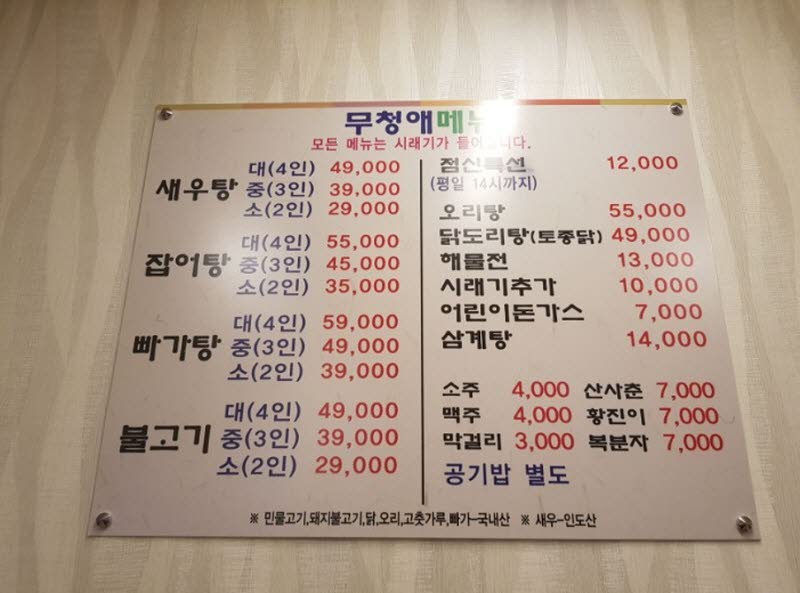 무청애메뉴
모든 메뉴는 시래기가 들어갑니다.
새우탕
대(4인) 49,000
중(3인) 39,000
소(2인) 29,000
잡어탕
대(4인) 55,000
중(3인) 45,000
소(2인) 35,000
빠가탕
대(4인) 59,000
중(3인) 49,000
소(2인) 39,000
불고기
대(4인) 49,000
중(3인) 39,000
소(2인) 29,000
점심특선 12,000
(평일 14시까지)
오리탕 55,000
닭도리탕(토종닭) 49,000
해물전 13,000
시래기추가 10,000
어린이돈가스 7,000
삼계탕 14,000
소주 4,000 산사춘 7,000
맥주 4,000 황진이 7,000
막걸리 3,000 복분자 7,000
공기밥 별도
※ 민물고기,돼지불고기,닭,오리,고춧가루,빠가-국내산 ※ 새우-인도산